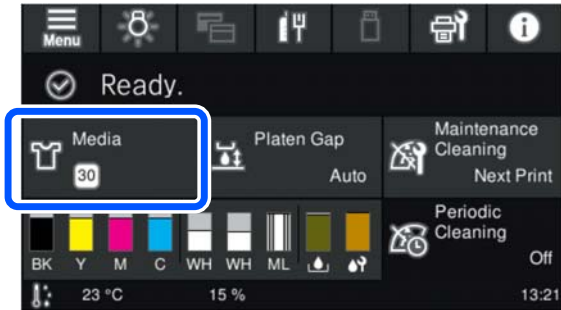 Menu
Ready.
Media
30
Platen Gap
Auto
Maintenance
Cleaning
Next Print
BK Y M C WH WH ML
Periodic
Cleaning
Off
23 °C 15 % 13:21